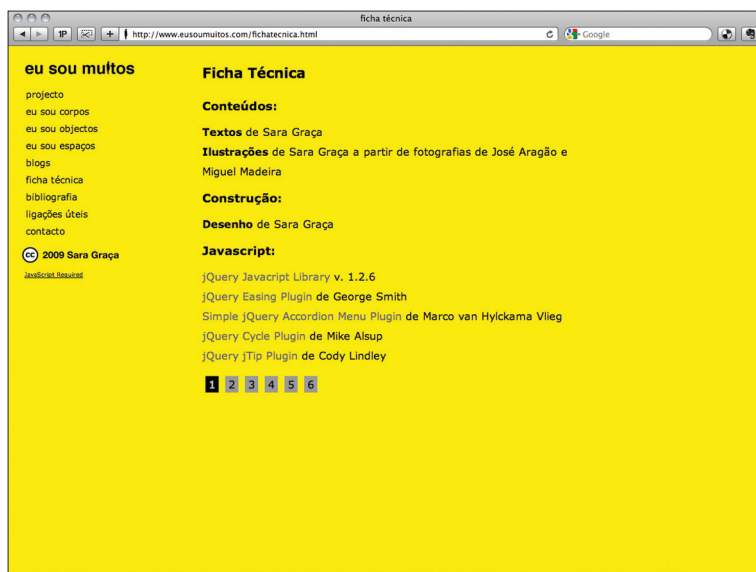 ficha técnica
1P
+
http://www.eusoumuitos.com/fichatecnica.html
Google
eu sou muitos
projecto
eu sou corpos
eu sou objectos
eu sou espaços
blogs
ficha técnica
bibliografia
ligações úteis
contacto
cc 2009 Sara Graça
JavaScript Required
Ficha Técnica
Conteúdos:
Textos de Sara Graça
Ilustrações de Sara Graça a partir de fotografias de José Aragão e
Miguel Madeira
Construção:
Desenho de Sara Graça
Javascript:
jQuery Javacript Library v. 1.2.6
jQuery Easing Plugin de George Smith
Simple jQuery Accordion Menu Plugin de Marco van Hylckama Vlieg
jQuery Cycle Plugin de Mike Alsup
jQuery jTip Plugin de Cody Lindley
1 2 3 4 5 6